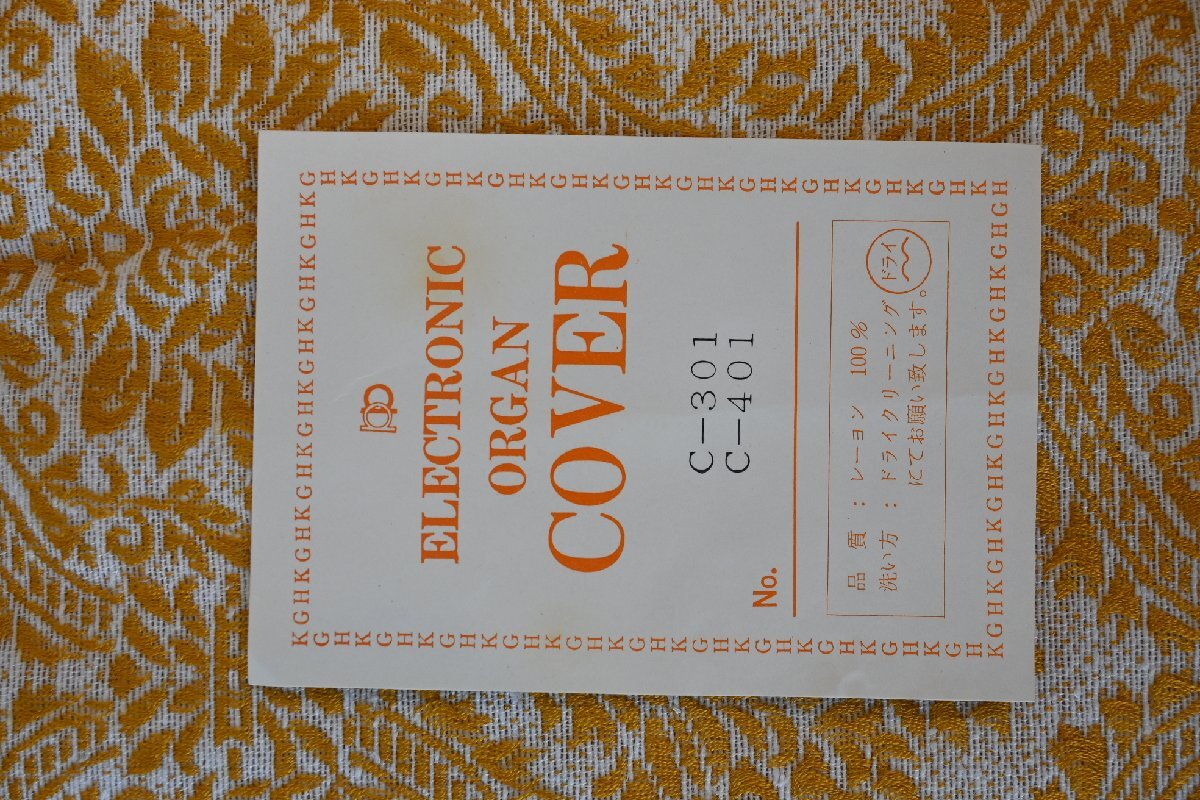 KGHKGHKGHKGHKGHKGHKGHKG
ELECTRONIC
ORGAN
COVER
C-301
C-401
No.
品 質 : レーヨン 100%
洗い方 : ドライクリーニング
にてお願い致します。
ドライ